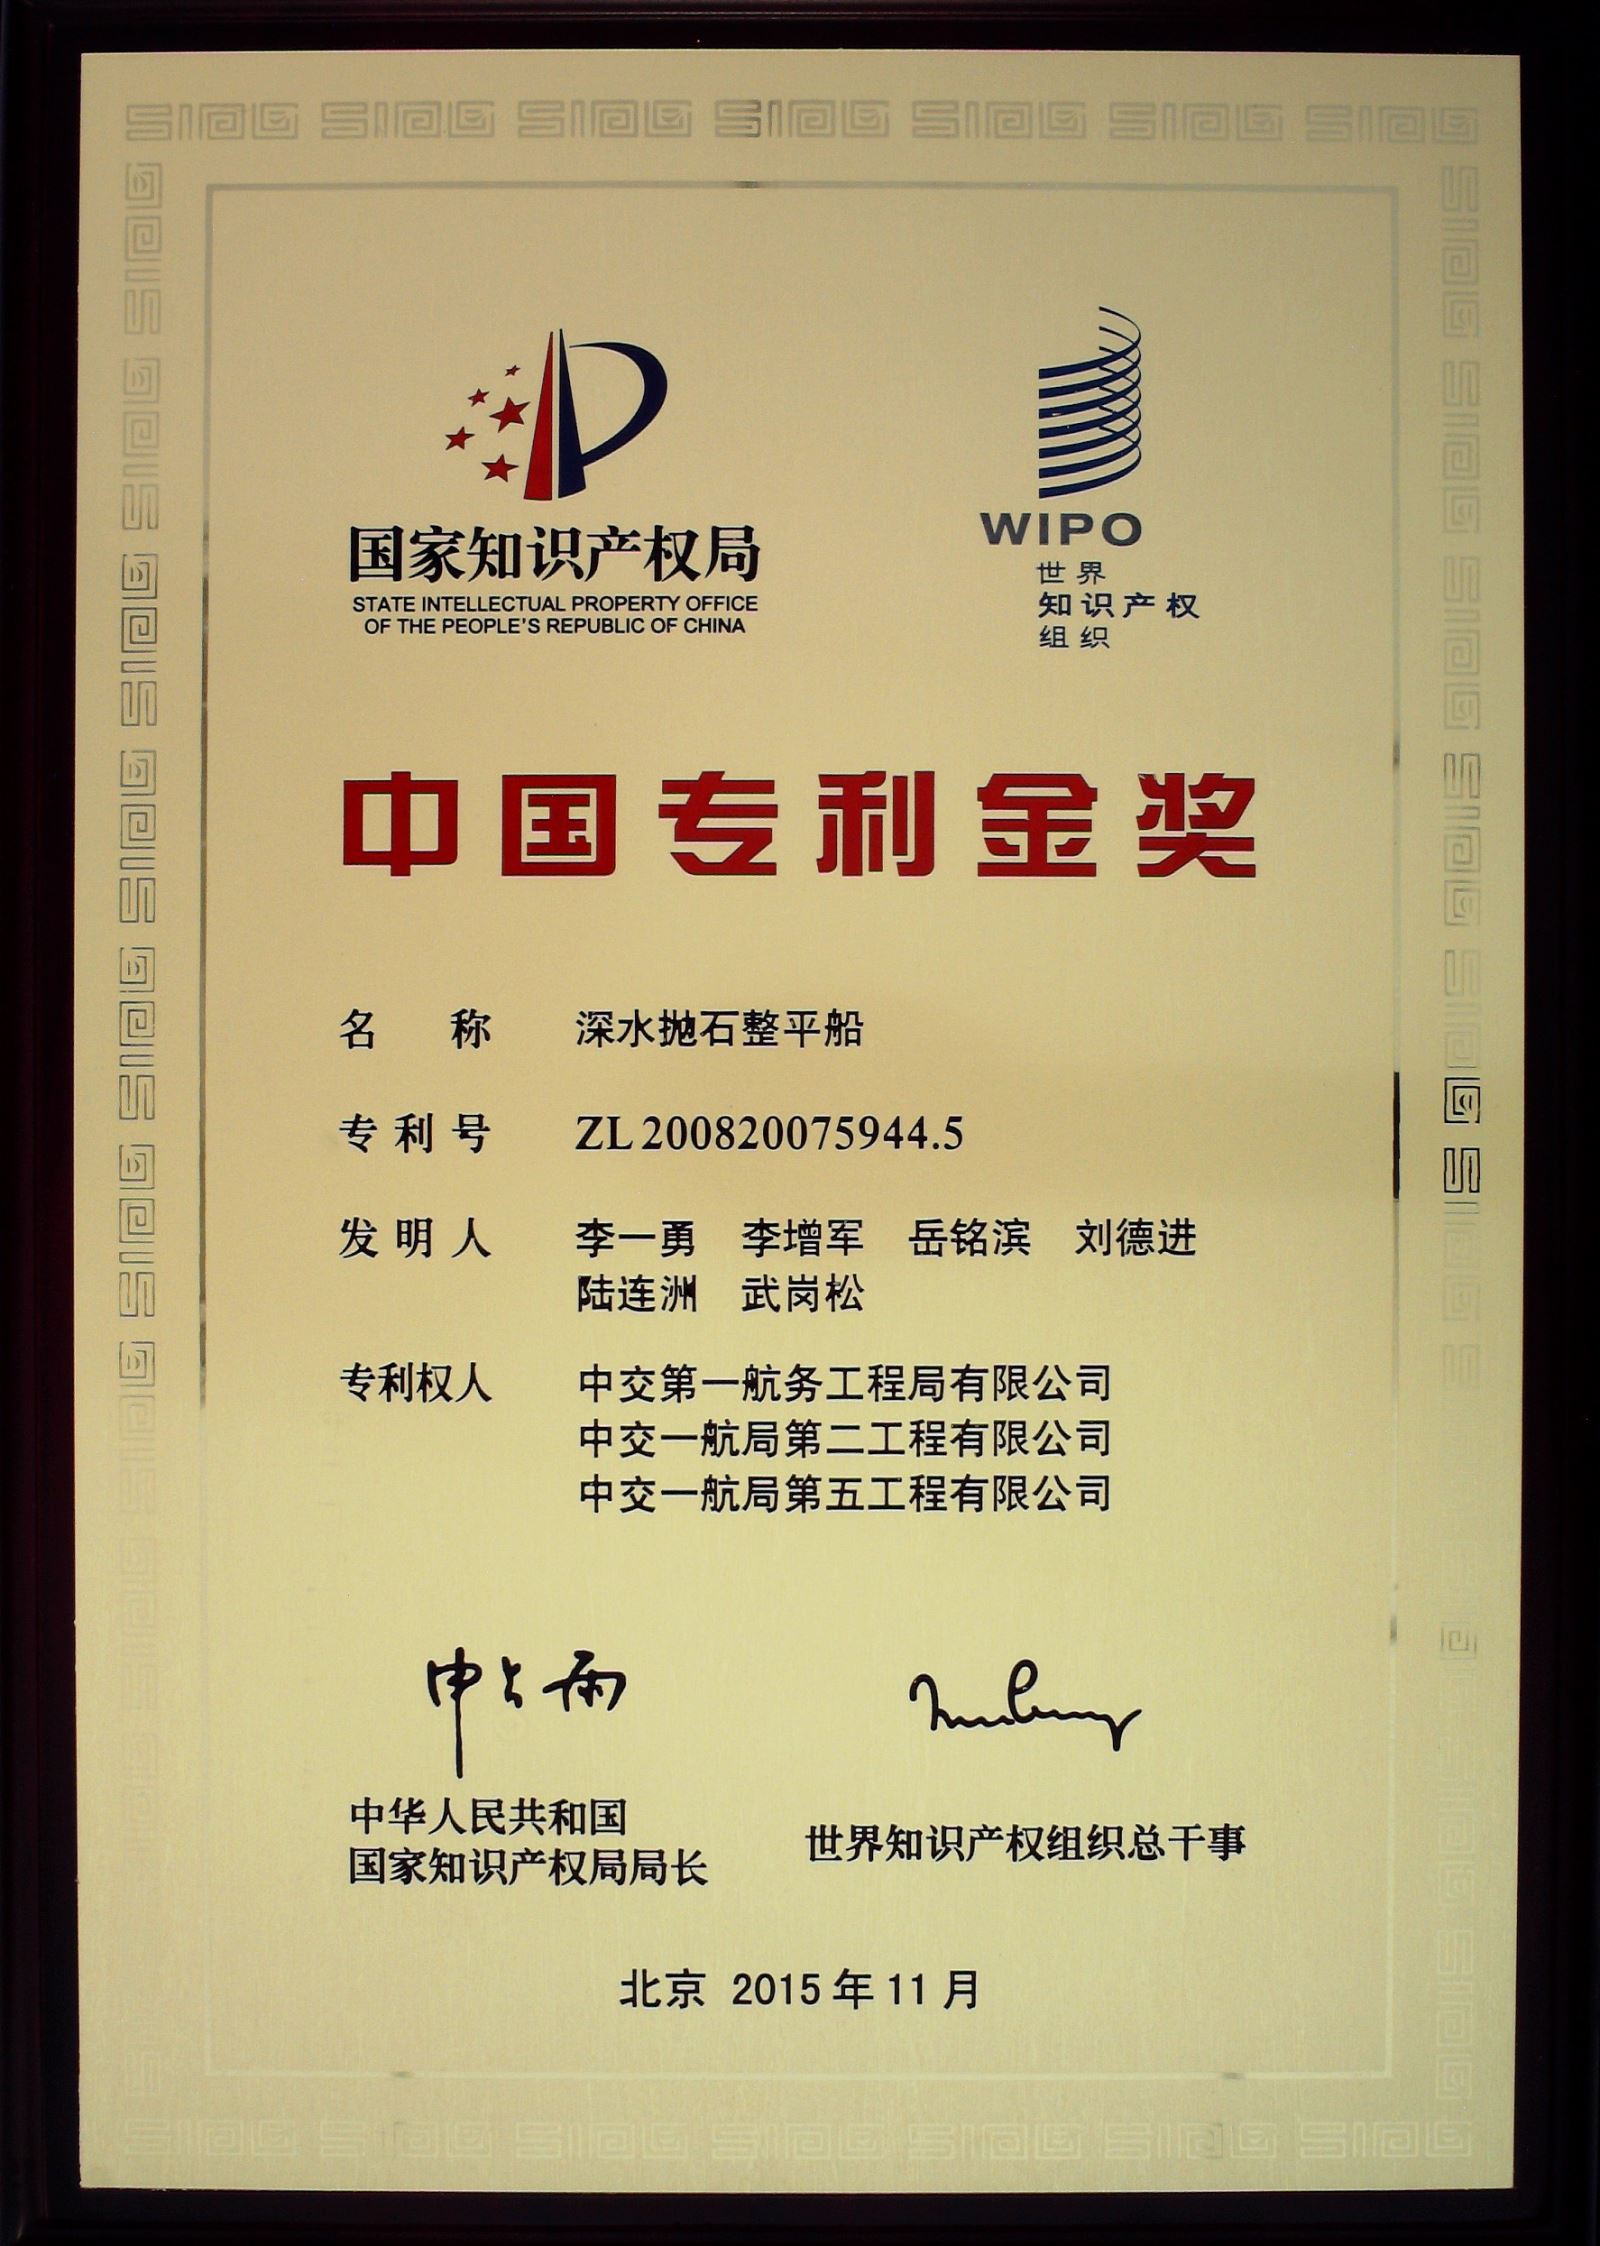 国家知识产权局
STATE INTELLECTUAL PROPERTY OFFICE
OF THE PEOPLE'S REPUBLIC OF CHINA
WIPO
世界
知识产权
组织
中国专利金奖
名称 深水抛石整平船
专利号 ZL 200820075944.5
发明人 李一勇 李增军 岳铭滨 刘德进
陆连洲 武岗松
专利权人 中交第一航务工程局有限公司
中交一航局第二工程有限公司
中交一航局第五工程有限公司
申长雨
中华人民共和国
国家知识产权局局长
世界知识产权组织总干事
北京 2015年11月